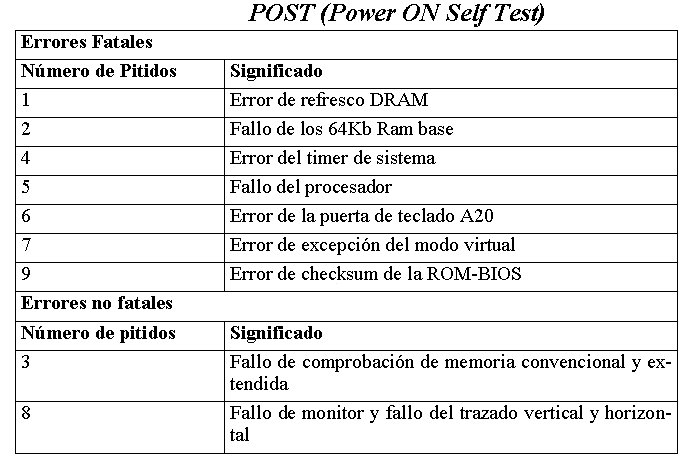 POST (Power ON Self Test)
Errores Fatales
Número de Pitidos Significado
1 Error de refresco DRAM
2 Fallo de los 64Kb Ram base
4 Error del timer de sistema
5 Fallo del procesador
6 Error de la puerta de teclado A20
7 Error de excepción del modo virtual
9 Error de checksum de la ROM-BIOS
Errores no fatales
Número de pitidos Significado
3 Fallo de comprobación de memoria convencional y ex-
tendida
8 Fallo de monitor y fallo del trazado vertical y horizon-
tal